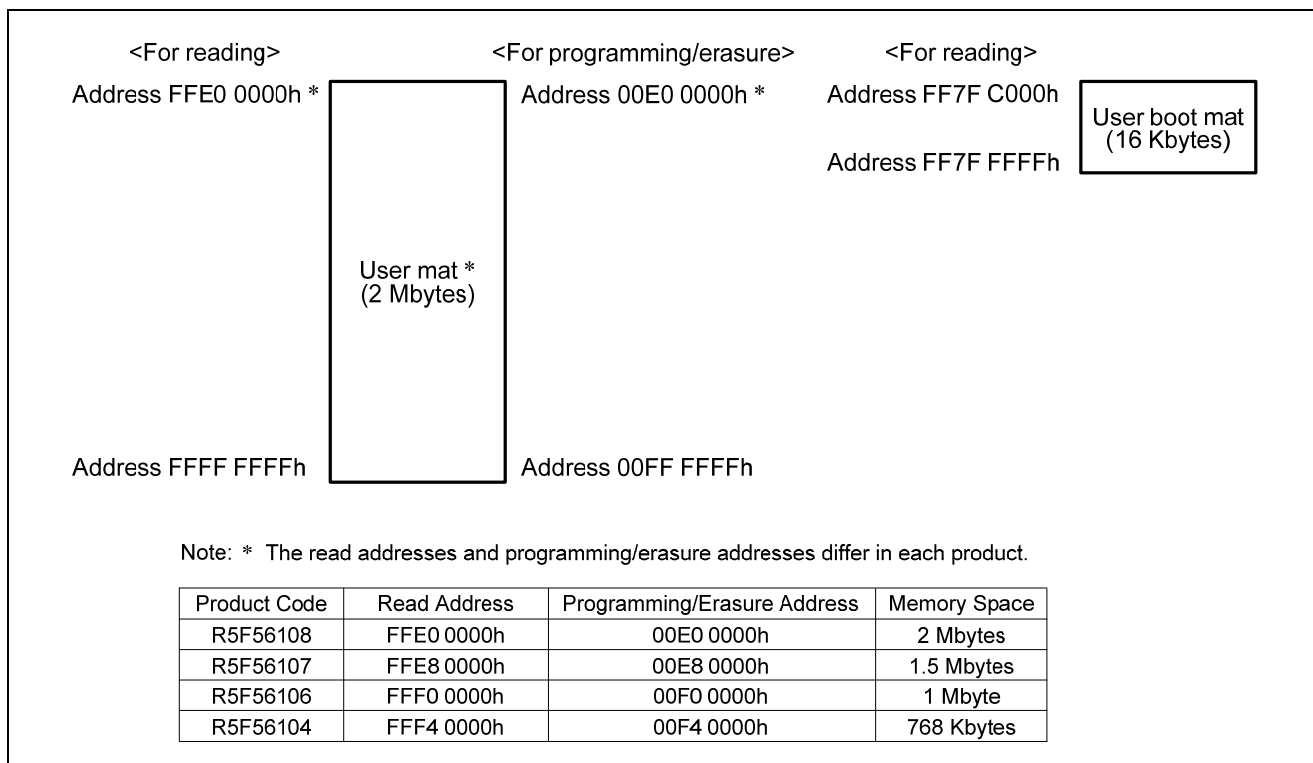 <For reading> <For programming/erasure> <For reading>
Address FFE0 0000h * Address 00E0 0000h * Address FF7F C000h
User boot mat
(16 Kbytes)
Address FF7F FFFFh
User mat *
(2 Mbytes)
Address FFFF FFFFh Address 00FF FFFFh
Note: * The read addresses and programming/erasure addresses differ in each product.
Product Code Read Address Programming/Erasure Address Memory Space
R5F56108 FFE0 0000h 00E0 0000h 2 Mbytes
R5F56107 FFE8 0000h 00E8 0000h 1.5 Mbytes
R5F56106 FFF0 0000h 00F0 0000h 1 Mbyte
R5F56104 FFF4 0000h 00F4 0000h 768 Kbytes